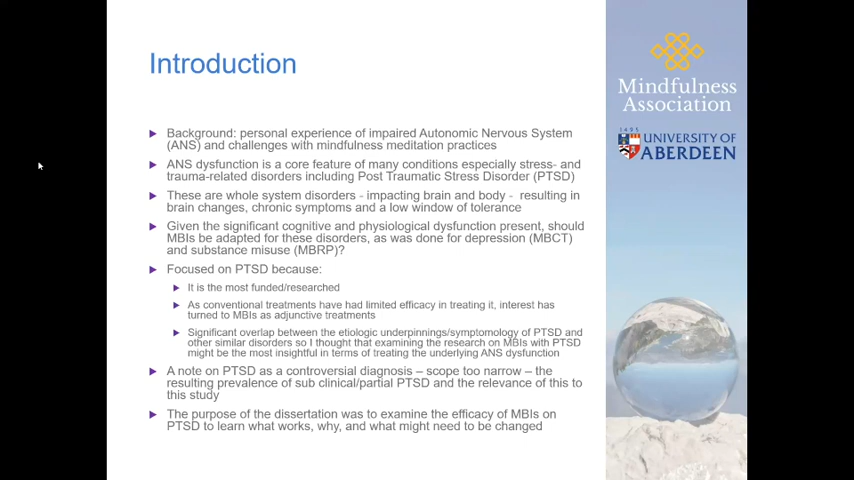 Introduction
Background: personal experience of impaired Autonomic Nervous System
(ANS) and challenges with mindfulness meditation practices
ANS dysfunction is a core feature of many conditions especially stress- and
trauma-related disorders including Post Traumatic Stress Disorder (PTSD)
These are whole system disorders - impacting brain and body - resulting in
brain changes, chronic symptoms and a low window of tolerance
Given the significant cognitive and physiological dysfunction present, should
MBIs be adapted for these disorders, as was done for depression (MBCT)
and substance misuse (MBRP)?
Focused on PTSD because:
It is the most funded/researched
As conventional treatments have had limited efficacy in treating it, interest has
turned to MBIs as adjunctive treatments
Significant overlap between the etiologic underpinnings/symptomology of PTSD and
other similar disorders so I thought that examining the research on MBIs with PTSD
might be the most insightful in terms of treating the underlying ANS dysfunction
A note on PTSD as a controversial diagnosis – scope too narrow – the
resulting prevalence of sub clinical/partial PTSD and the relevance of this to
this study
The purpose of the dissertation was to examine the efficacy of MBIs on
PTSD to learn what works, why, and what might need to be changed
Mindfulness
Association
1495
UNIVERSITY OF
ABERDEEN